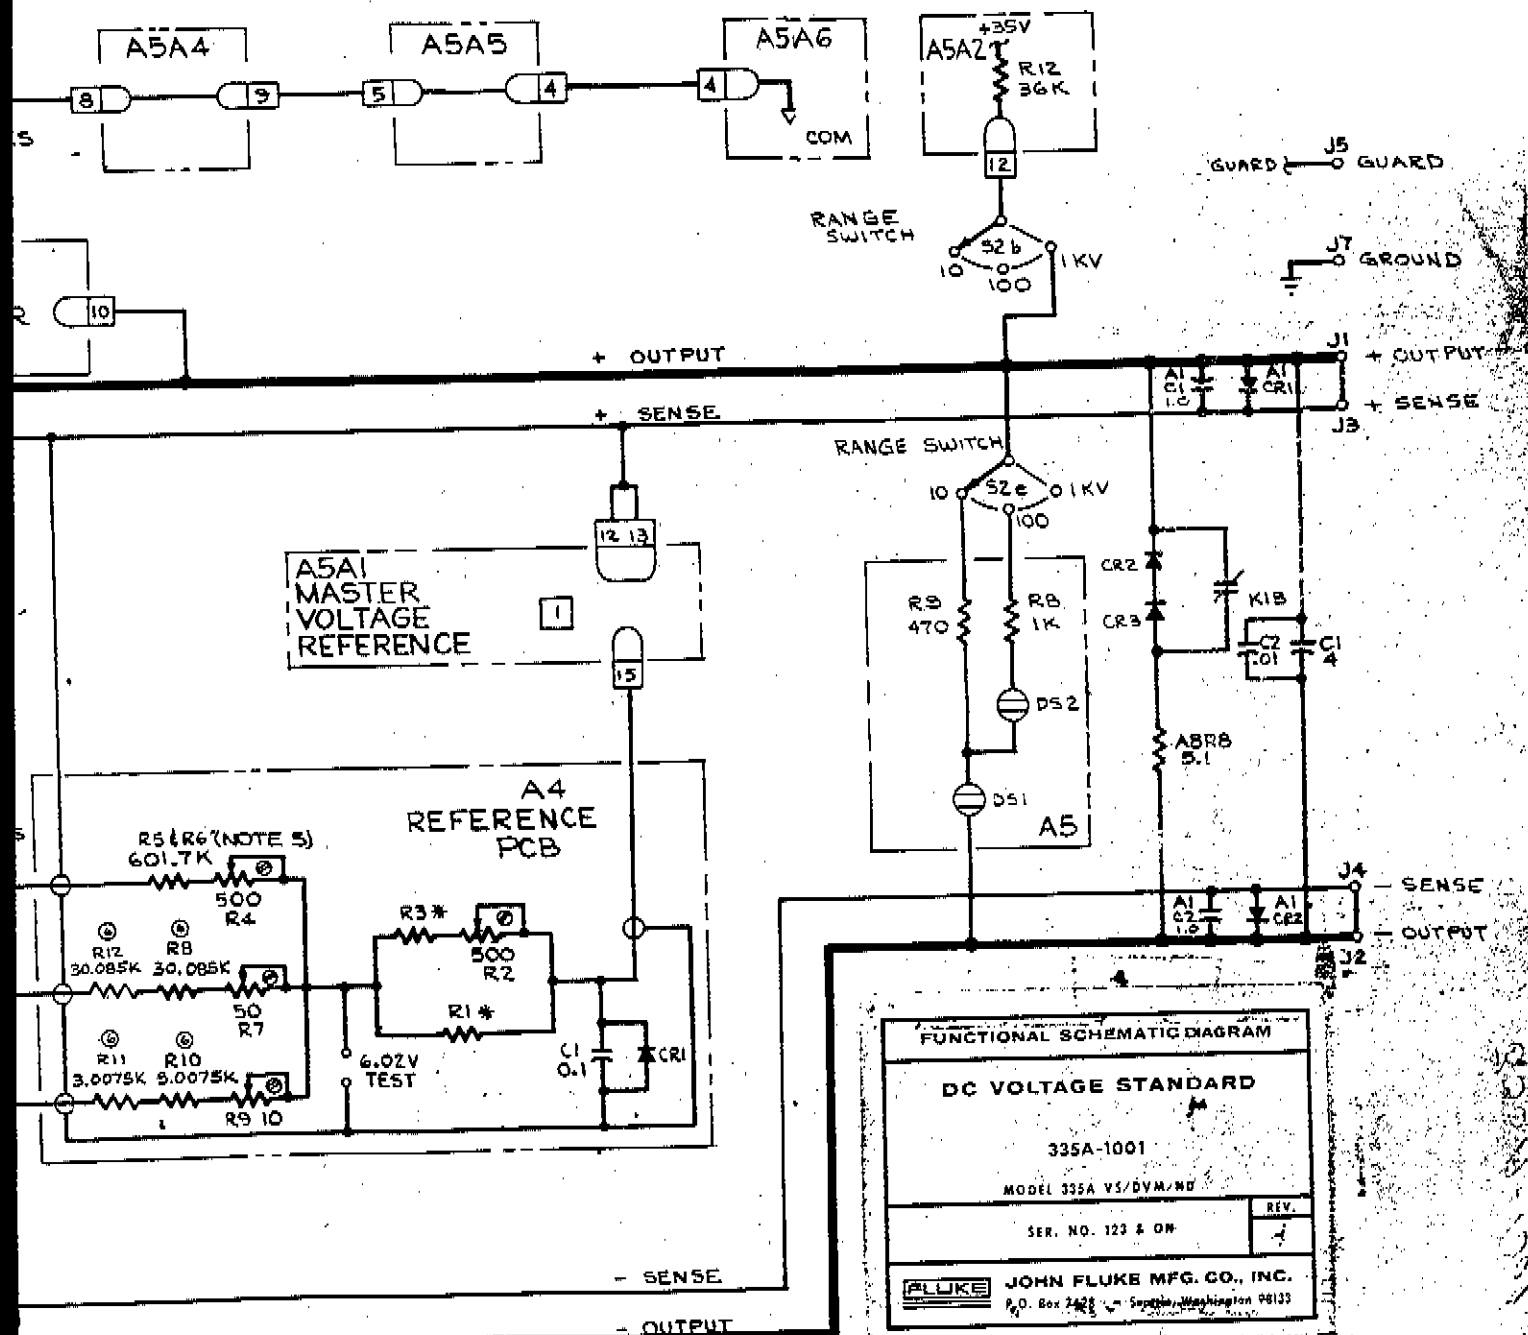 A5A4
A5A5
A5A6
A5A2
+35V
R12
36K
8
9
5
4
4
COM
12
J5
GUARD
GUARD
RANGE
SWITCH
S2b
10
100
1KV
J7
GROUND
10
+ OUTPUT
J1
+ OUTPUT
A1
C1
1.0
A1
CR1
+ SENSE
+ SENSE
J3
RANGE SWITCH
10
S2e
1KV
100
12 13
A5A1
MASTER
VOLTAGE
REFERENCE
1
15
CR2
CR3
K1B
R9
470
R8
1K
C2
.01
C1
4
DS2
A8R8
5.1
DS1
A5
A4
REFERENCE
PCB
R5 & R6 (NOTE 5)
601.7K
500
R4
R3*
500
R2
R12
30.085K
R8
30.085K
50
R7
R1 *
R11
3.0075K
R10
3.0075K
R9 10
6.02V
TEST
C1
0.1
CR1
J4
- SENSE
A1
C2
1.0
A1
CR2
- OUTPUT
J2
FUNCTIONAL SCHEMATIC DIAGRAM
DC VOLTAGE STANDARD
335A-1001
MODEL 335A VS/DVM/ND
SER. NO. 123 & ON
REV.
FLUKE
JOHN FLUKE MFG. CO., INC.
P.O. Box 7428 Seattle, Washington 98133
- SENSE
- OUTPUT